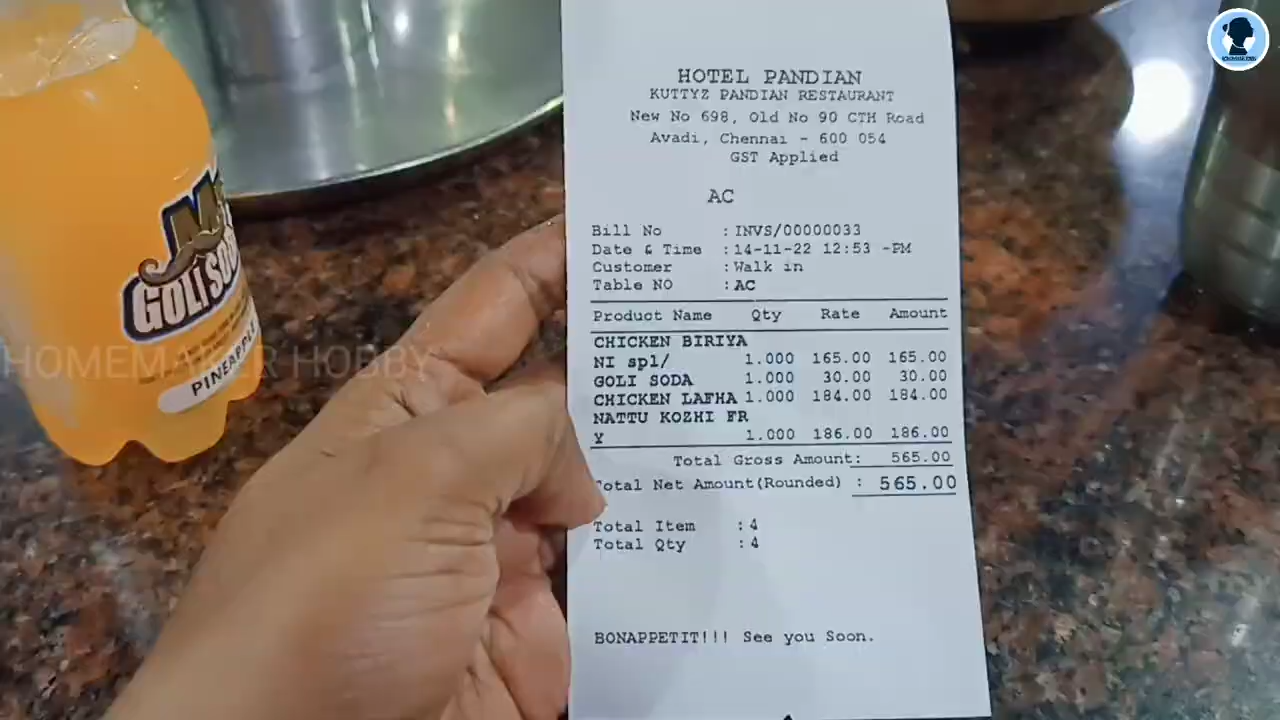 HOTEL PANDIAN
KUTTYZ PANDIAN RESTAURANT
New No 698, Old No 90 CTH Road
Avadi, Chennai - 600 054
GST Applied
AC
Bill No : INVS/00000033
Date & Time : 14-11-22 12:53 -PM
Customer : Walk in
Table NO : AC
Product Name Qty Rate Amount
CHICKEN BIRIYA
NI spl/ 1.000 165.00 165.00
GOLI SODA 1.000 30.00 30.00
CHICKEN LAFHA 1.000 184.00 184.00
NATTU KOZHI FR
Y 1.000 186.00 186.00
Total Gross Amount: 565.00
Total Net Amount(Rounded) : 565.00
Total Item : 4
Total Qty : 4
BONAPPETIT!!! See you Soon.
GOLI SODA
PINEAPPLE
HOMEMAKER HOBBY